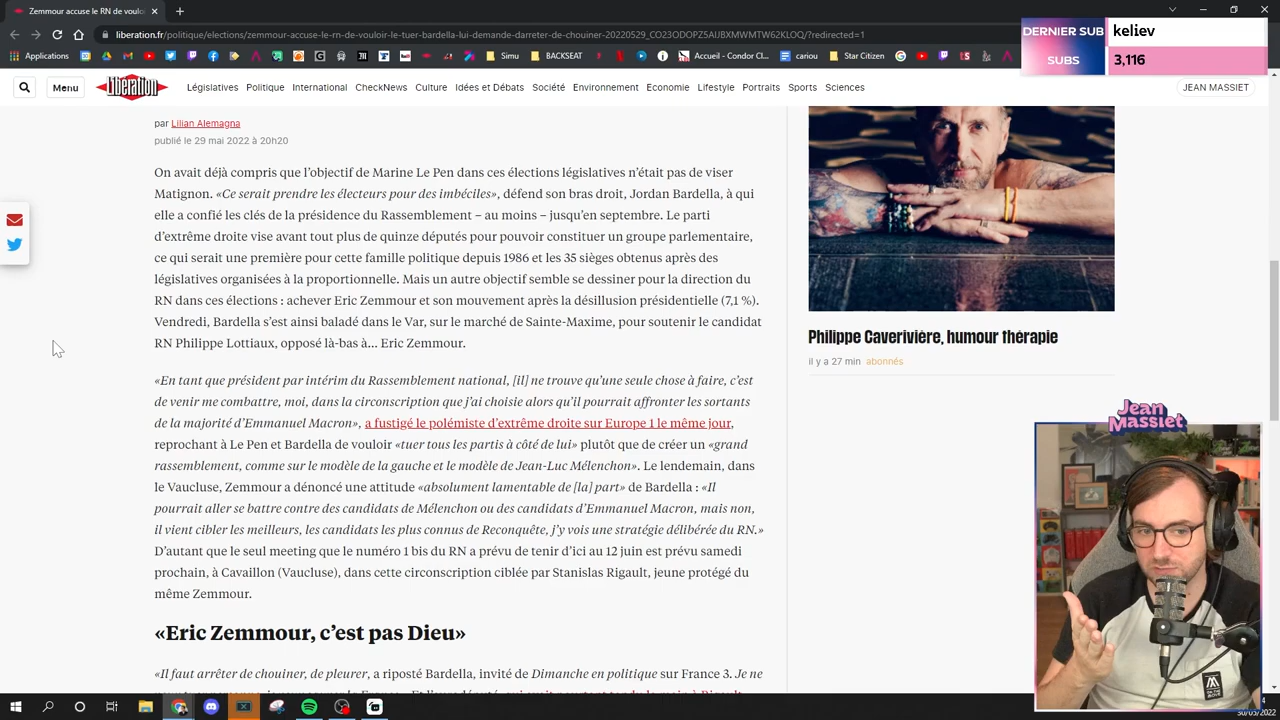 Zemmour accuse le RN de vouloir
liberation.fr/politique/elections/zemmour-accuse-le-rn-de-vouloir-le-tuer-bardella-lui-demande-darreter-de-chouiner-20220529_CO23ODOPZ5AIJBXMWMTW62KLOQ/?redirected=1
DERNIER SUB
keliev
SUBS
3,116
Applications
Simu
BACKSEAT
Accueil - Condor Cl...
cariou
Star Citizen
Menu
Libération
Législatives
Politique
International
CheckNews
Culture
Idées et Débats
Société
Environnement
Economie
Lifestyle
Portraits
Sports
Sciences
JEAN MASSIET
par Lilian Alemagna
publié le 29 mai 2022 à 20h20
On avait déjà compris que l'objectif de Marine Le Pen dans ces élections législatives n'était pas de viser
Matignon. «Ce serait prendre les électeurs pour des imbéciles», défend son bras droit, Jordan Bardella, à qui
elle a confié les clés de la présidence du Rassemblement – au moins – jusqu'en septembre. Le parti
d'extrême droite vise avant tout plus de quinze députés pour pouvoir constituer un groupe parlementaire,
ce qui serait une première pour cette famille politique depuis 1986 et les 35 sièges obtenus après des
législatives organisées à la proportionnelle. Mais un autre objectif semble se dessiner pour la direction du
RN dans ces élections : achever Eric Zemmour et son mouvement après la désillusion présidentielle (7,1 %).
Vendredi, Bardella s'est ainsi baladé dans le Var, sur le marché de Sainte-Maxime, pour soutenir le candidat
RN Philippe Lottiaux, opposé là-bas à... Eric Zemmour.
«En tant que président par intérim du Rassemblement national, [il] ne trouve qu'une seule chose à faire, c'est
de venir me combattre, moi, dans la circonscription que j'ai choisie alors qu'il pourrait affronter les sortants
de la majorité d'Emmanuel Macron», a fustigé le polémiste d'extrême droite sur Europe 1 le même jour,
reprochant à Le Pen et Bardella de vouloir «tuer tous les partis à côté de lui» plutôt que de créer un «grand
rassemblement, comme sur le modèle de la gauche et le modèle de Jean-Luc Mélenchon». Le lendemain, dans
le Vaucluse, Zemmour a dénoncé une attitude «absolument lamentable de [la] part» de Bardella : «Il
pourrait aller se battre contre des candidats de Mélenchon ou des candidats d'Emmanuel Macron, mais non,
il vient cibler les meilleurs, les candidats les plus connus de Reconquête, j'y vois une stratégie délibérée du RN.»
D'autant que le seul meeting que le numéro 1 bis du RN a prévu de tenir d'ici au 12 juin est prévu samedi
prochain, à Cavaillon (Vaucluse), dans cette circonscription ciblée par Stanislas Rigault, jeune protégé du
même Zemmour.
«Eric Zemmour, c'est pas Dieu»
«Il faut arrêter de chouiner, de pleurer, a riposté Bardella, invité de Dimanche en politique sur France 3. Je ne
Philippe Caverivière, humour thérapie
il y a 27 min abonnés
Jean
Massiet
30/05/2022